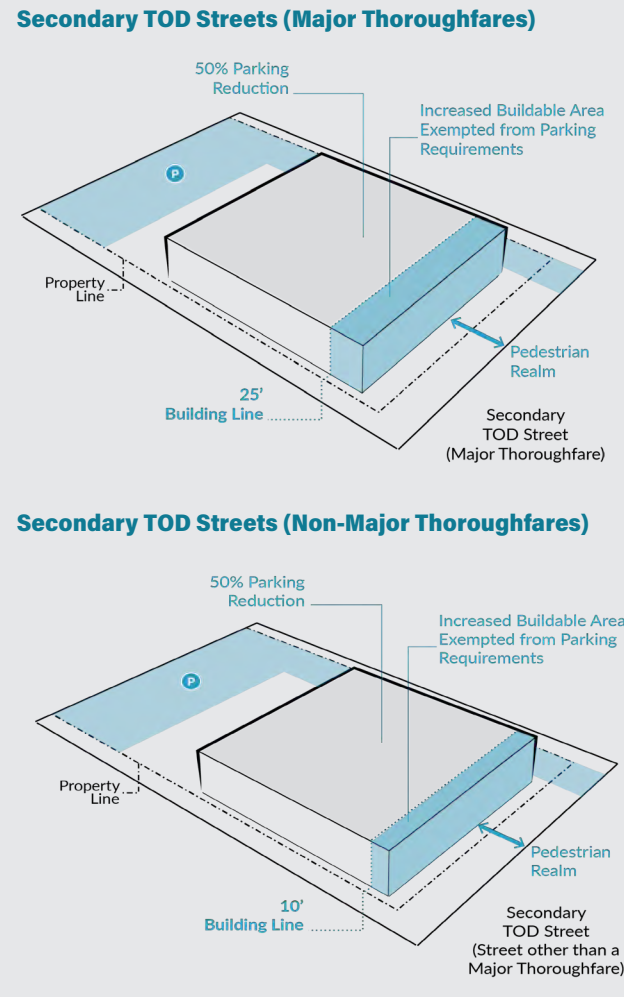 Secondary TOD Streets (Major Thoroughfares)
50% Parking
Reduction
Increased Buildable Area
Exempted from Parking
Requirements
P
Property
Line
Pedestrian
Realm
25’
Building Line
Secondary
TOD Street
(Major Thoroughfare)
Secondary TOD Streets (Non-Major Thoroughfares)
50% Parking
Reduction
Increased Buildable Area
Exempted from Parking
Requirements
P
Property
Line
Pedestrian
Realm
10’
Building Line
Secondary
TOD Street
(Street other than a
Major Thoroughfare)